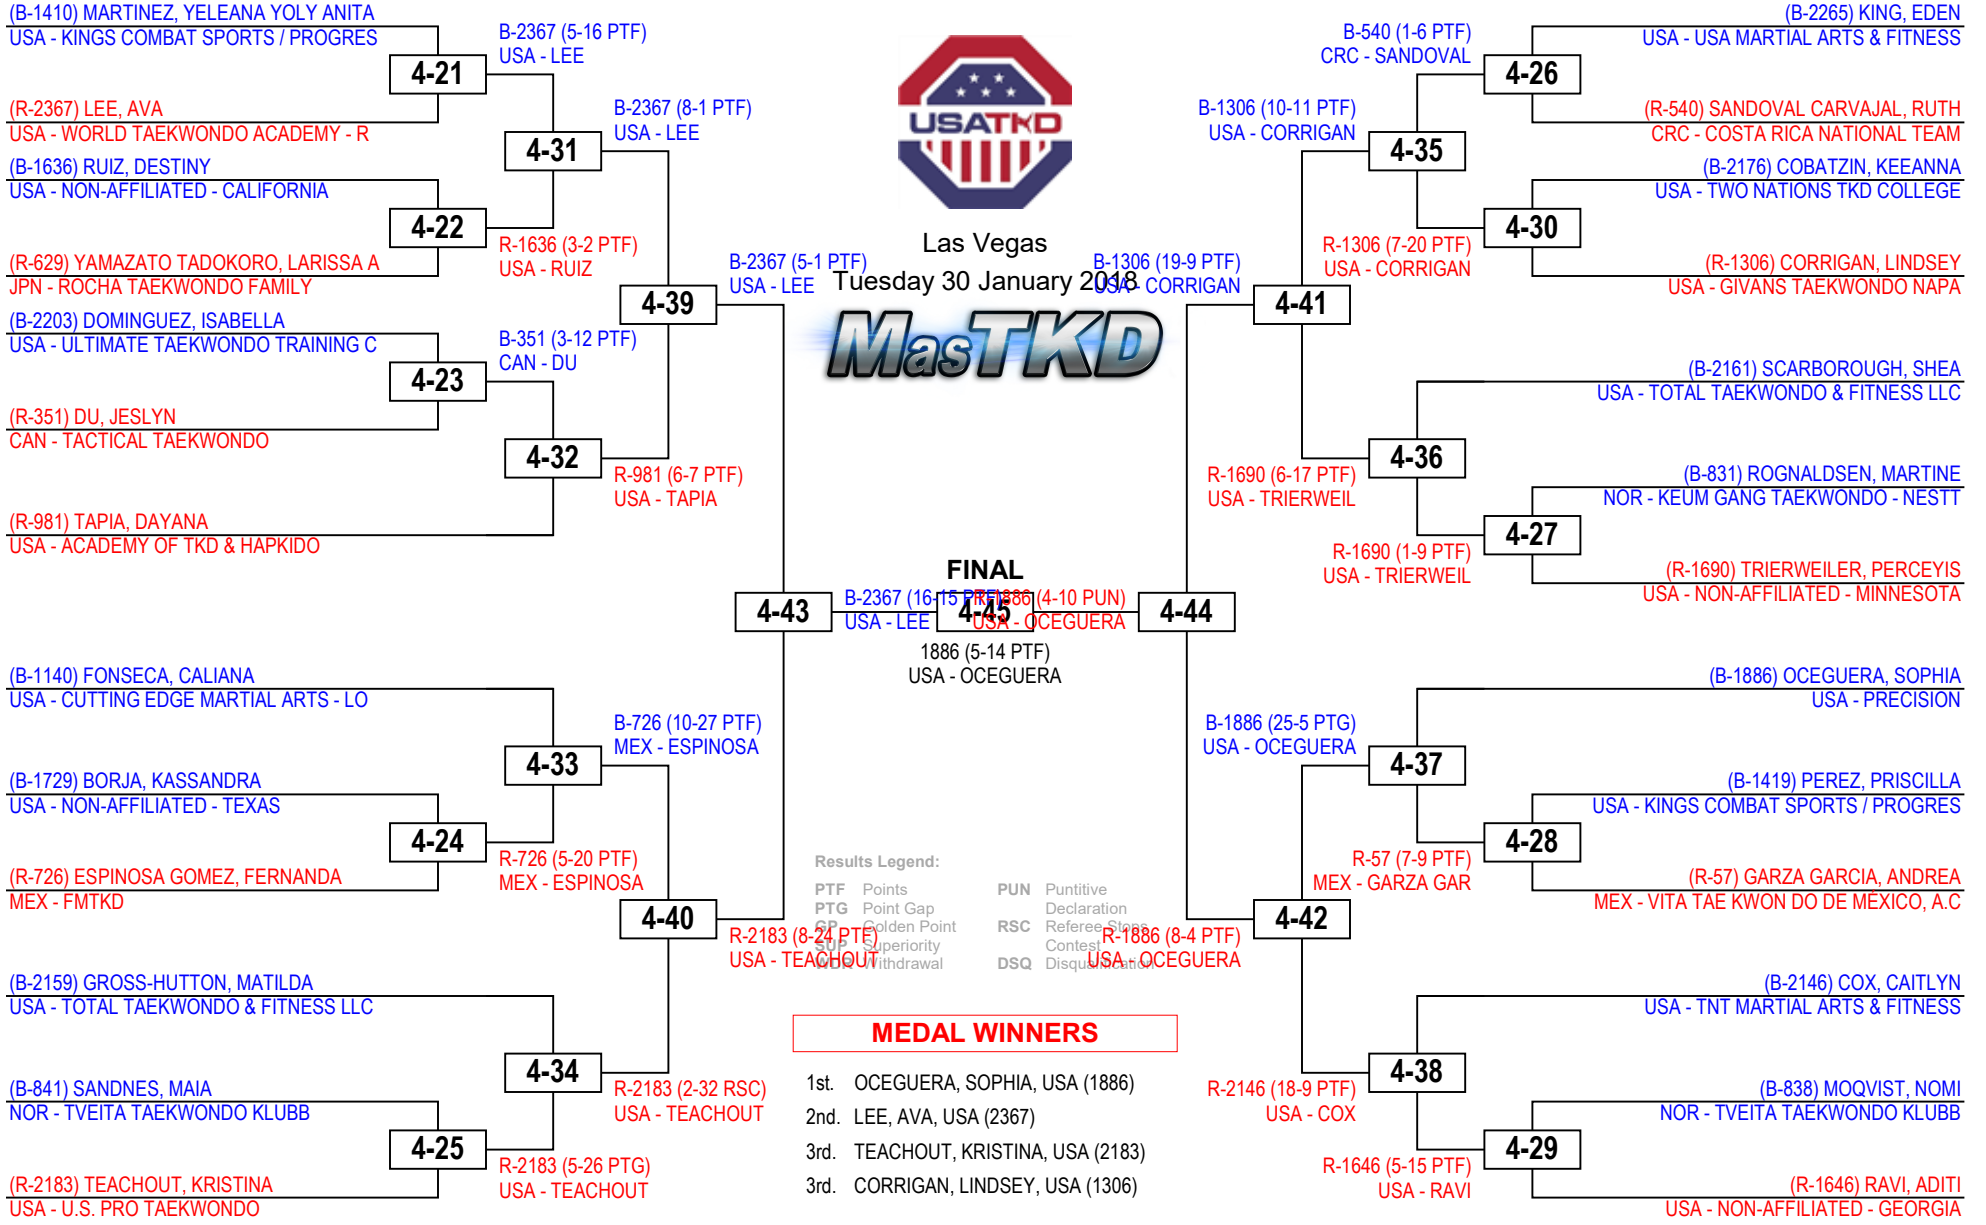 (B-1410) MARTINEZ, YELEANA YOLY ANITA
USA - KINGS COMBAT SPORTS / PROGRES
4-21
(R-2367) LEE, AVA
USA - WORLD TAEKWONDO ACADEMY - R
(B-1636) RUIZ, DESTINY
USA - NON-AFFILIATED - CALIFORNIA
4-22
(R-629) YAMAZATO TADOKORO, LARISSA A
JPN - ROCHA TAEKWONDO FAMILY
(B-2203) DOMINGUEZ, ISABELLA
USA - ULTIMATE TAEKWONDO TRAINING C
4-23
(R-351) DU, JESLYN
CAN - TACTICAL TAEKWONDO
(R-981) TAPIA, DAYANA
USA - ACADEMY OF TKD & HAPKIDO
(B-1140) FONSECA, CALIANA
USA - CUTTING EDGE MARTIAL ARTS - LO
(B-1729) BORJA, KASSANDRA
USA - NON-AFFILIATED - TEXAS
4-24
(R-726) ESPINOSA GOMEZ, FERNANDA
MEX - FMTKD
(B-2159) GROSS-HUTTON, MATILDA
USA - TOTAL TAEKWONDO & FITNESS LLC
(B-841) SANDNES, MAIA
NOR - TVEITA TAEKWONDO KLUBB
4-25
(R-2183) TEACHOUT, KRISTINA
USA - U.S. PRO TAEKWONDO
B-2367 (5-16 PTF)
USA - LEE
4-31
R-1636 (3-2 PTF)
USA - RUIZ
B-351 (3-12 PTF)
CAN - DU
4-32
4-33
R-726 (5-20 PTF)
MEX - ESPINOSA
4-34
R-2183 (5-26 PTG)
USA - TEACHOUT
B-2367 (8-1 PTF)
USA - LEE
4-39
R-981 (6-7 PTF)
USA - TAPIA
B-726 (10-27 PTF)
MEX - ESPINOSA
4-40
R-2183 (2-32 RSC)
USA - TEACHOUT
B-2367 (5-1 PTF)
USA - LEE
4-43
R-2183 (8-24 PTF)
USA - TEACHOUT
USATKD
Las Vegas
Tuesday 30 January 2018
MasTKD
FINAL
B-2367 (16-15 PTF)
USA - LEE
4-45
R-1886 (4-10 PUN)
USA - OCEGUERA
1886 (5-14 PTF)
USA - OCEGUERA
Results Legend:
PTF Points
PTG Point Gap
GP Golden Point
SUP Superiority
WDR Withdrawal
PUN Puntitive
Declaration
RSC Referee Stops
Contest
DSQ Disqualification
MEDAL WINNERS
1st. OCEGUERA, SOPHIA, USA (1886)
2nd. LEE, AVA, USA (2367)
3rd. TEACHOUT, KRISTINA, USA (2183)
3rd. CORRIGAN, LINDSEY, USA (1306)
B-1306 (19-9 PTF)
USA - CORRIGAN
4-44
R-1886 (8-4 PTF)
USA - OCEGUERA
B-1306 (10-11 PTF)
USA - CORRIGAN
4-41
R-1690 (6-17 PTF)
USA - TRIERWEIL
B-1886 (25-5 PTG)
USA - OCEGUERA
4-42
R-2146 (18-9 PTF)
USA - COX
B-540 (1-6 PTF)
CRC - SANDOVAL
4-35
R-1306 (7-20 PTF)
USA - CORRIGAN
4-36
R-1690 (1-9 PTF)
USA - TRIERWEIL
4-37
R-57 (7-9 PTF)
MEX - GARZA GAR
4-38
R-1646 (5-15 PTF)
USA - RAVI
(B-2265) KING, EDEN
USA - USA MARTIAL ARTS & FITNESS
4-26
(R-540) SANDOVAL CARVAJAL, RUTH
CRC - COSTA RICA NATIONAL TEAM
(B-2176) COBATZIN, KEEANNA
USA - TWO NATIONS TKD COLLEGE
4-30
(R-1306) CORRIGAN, LINDSEY
USA - GIVANS TAEKWONDO NAPA
(B-2161) SCARBOROUGH, SHEA
USA - TOTAL TAEKWONDO & FITNESS LLC
(B-831) ROGNALDSEN, MARTINE
NOR - KEUM GANG TAEKWONDO - NESTT
4-27
(R-1690) TRIERWEILER, PERCEYIS
USA - NON-AFFILIATED - MINNESOTA
(B-1886) OCEGUERA, SOPHIA
USA - PRECISION
(B-1419) PEREZ, PRISCILLA
USA - KINGS COMBAT SPORTS / PROGRES
4-28
(R-57) GARZA GARCIA, ANDREA
MEX - VITA TAE KWON DO DE MÉXICO, A.C
(B-2146) COX, CAITLYN
USA - TNT MARTIAL ARTS & FITNESS
(B-838) MOQVIST, NOMI
NOR - TVEITA TAEKWONDO KLUBB
4-29
(R-1646) RAVI, ADITI
USA - NON-AFFILIATED - GEORGIA